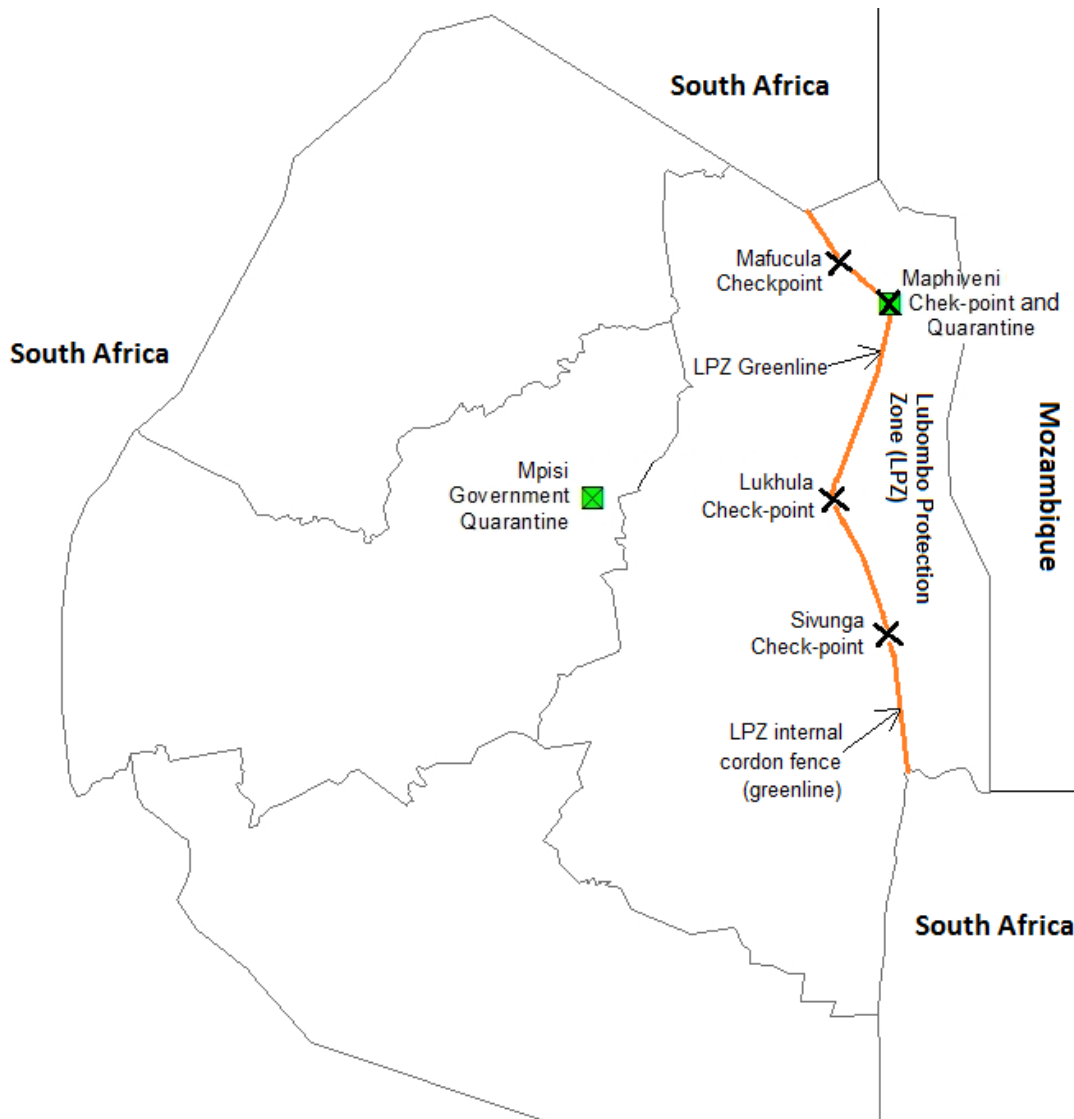 South Africa
Mafucula
Checkpoint
Maphiveni
Chek-point and
Quarantine
South Africa
LPZ Greenline
Lubombo Protection
Zone (LPZ)
Mozambique
Mpisi
Government
Quarantine
Lukhula
Check-point
Sivunga
Check-point
LPZ internal
cordon fence
(greenline)
South Africa